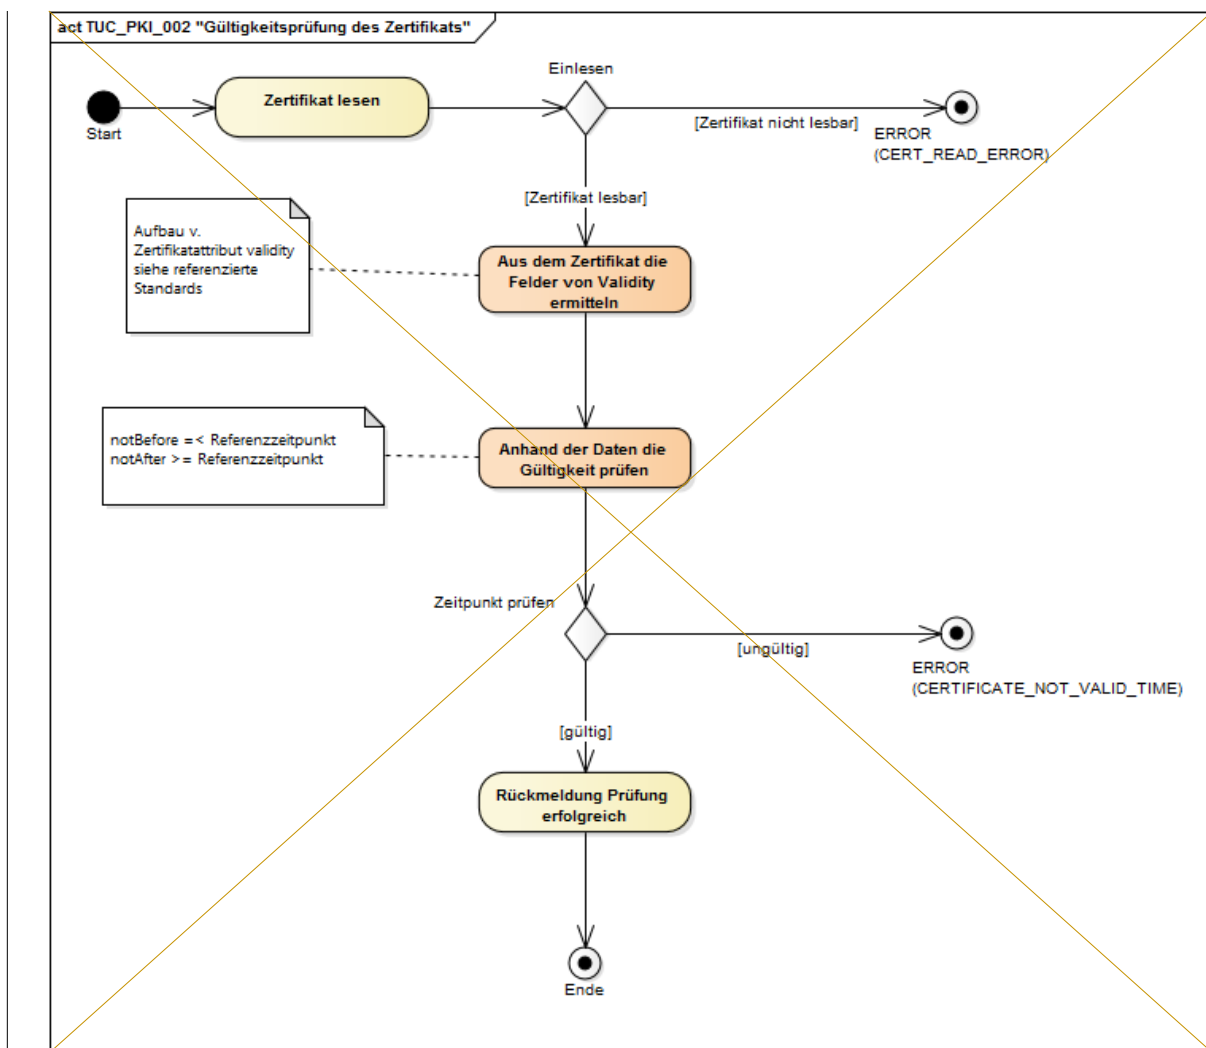 act TUC_PKI_002 "Gültigkeitsprüfung des Zertifikats"
Einlesen
Zertifikat lesen
Start
[Zertifikat nicht lesbar]
ERROR
(CERT_READ_ERROR)
[Zertifikat lesbar]
Aufbau v.
Zertifikatattribut validity
siehe referenzierte
Standards
Aus dem Zertifikat die
Felder von Validity
ermitteln
notBefore =< Referenzzeitpunkt
notAfter >= Referenzzeitpunkt
Anhand der Daten die
Gültigkeit prüfen
Zeitpunkt prüfen
[ungültig]
ERROR
(CERTIFICATE_NOT_VALID_TIME)
[gültig]
Rückmeldung Prüfung
erfolgreich
Ende